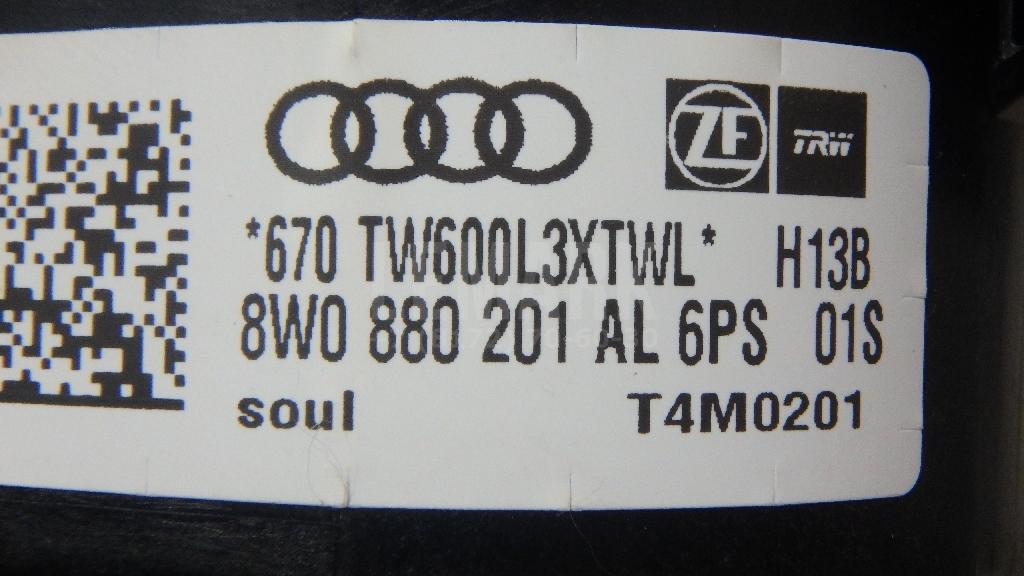 ZF TRW
*670 TW600L3XTWL* H13B
8W0 880 201 AL 6PS 01S
soul T4M0201